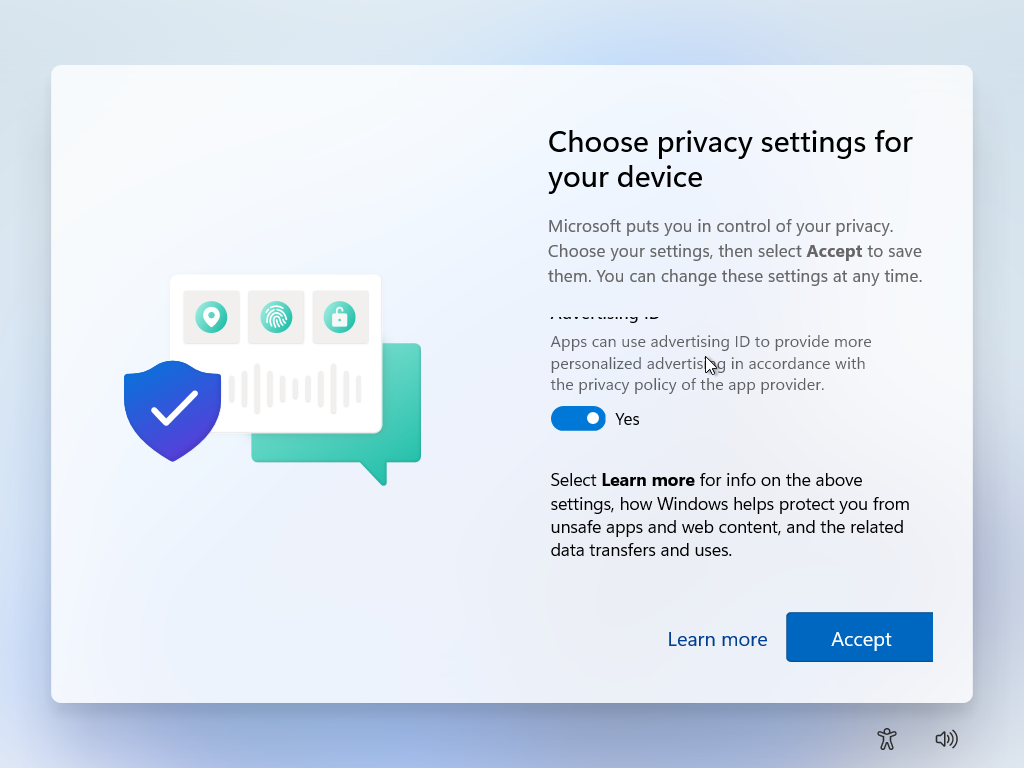 Choose privacy settings for
your device
Microsoft puts you in control of your privacy.
Choose your settings, then select Accept to save
them. You can change these settings at any time.
Advertising ID
Apps can use advertising ID to provide more
personalized advertising in accordance with
the privacy policy of the app provider.
Yes
Select Learn more for info on the above
settings, how Windows helps protect you from
unsafe apps and web content, and the related
data transfers and uses.
Learn more
Accept